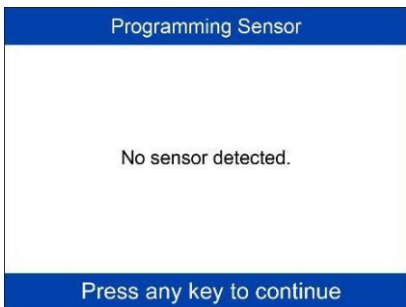 Programming Sensor
No sensor detected.
Press any key to continue